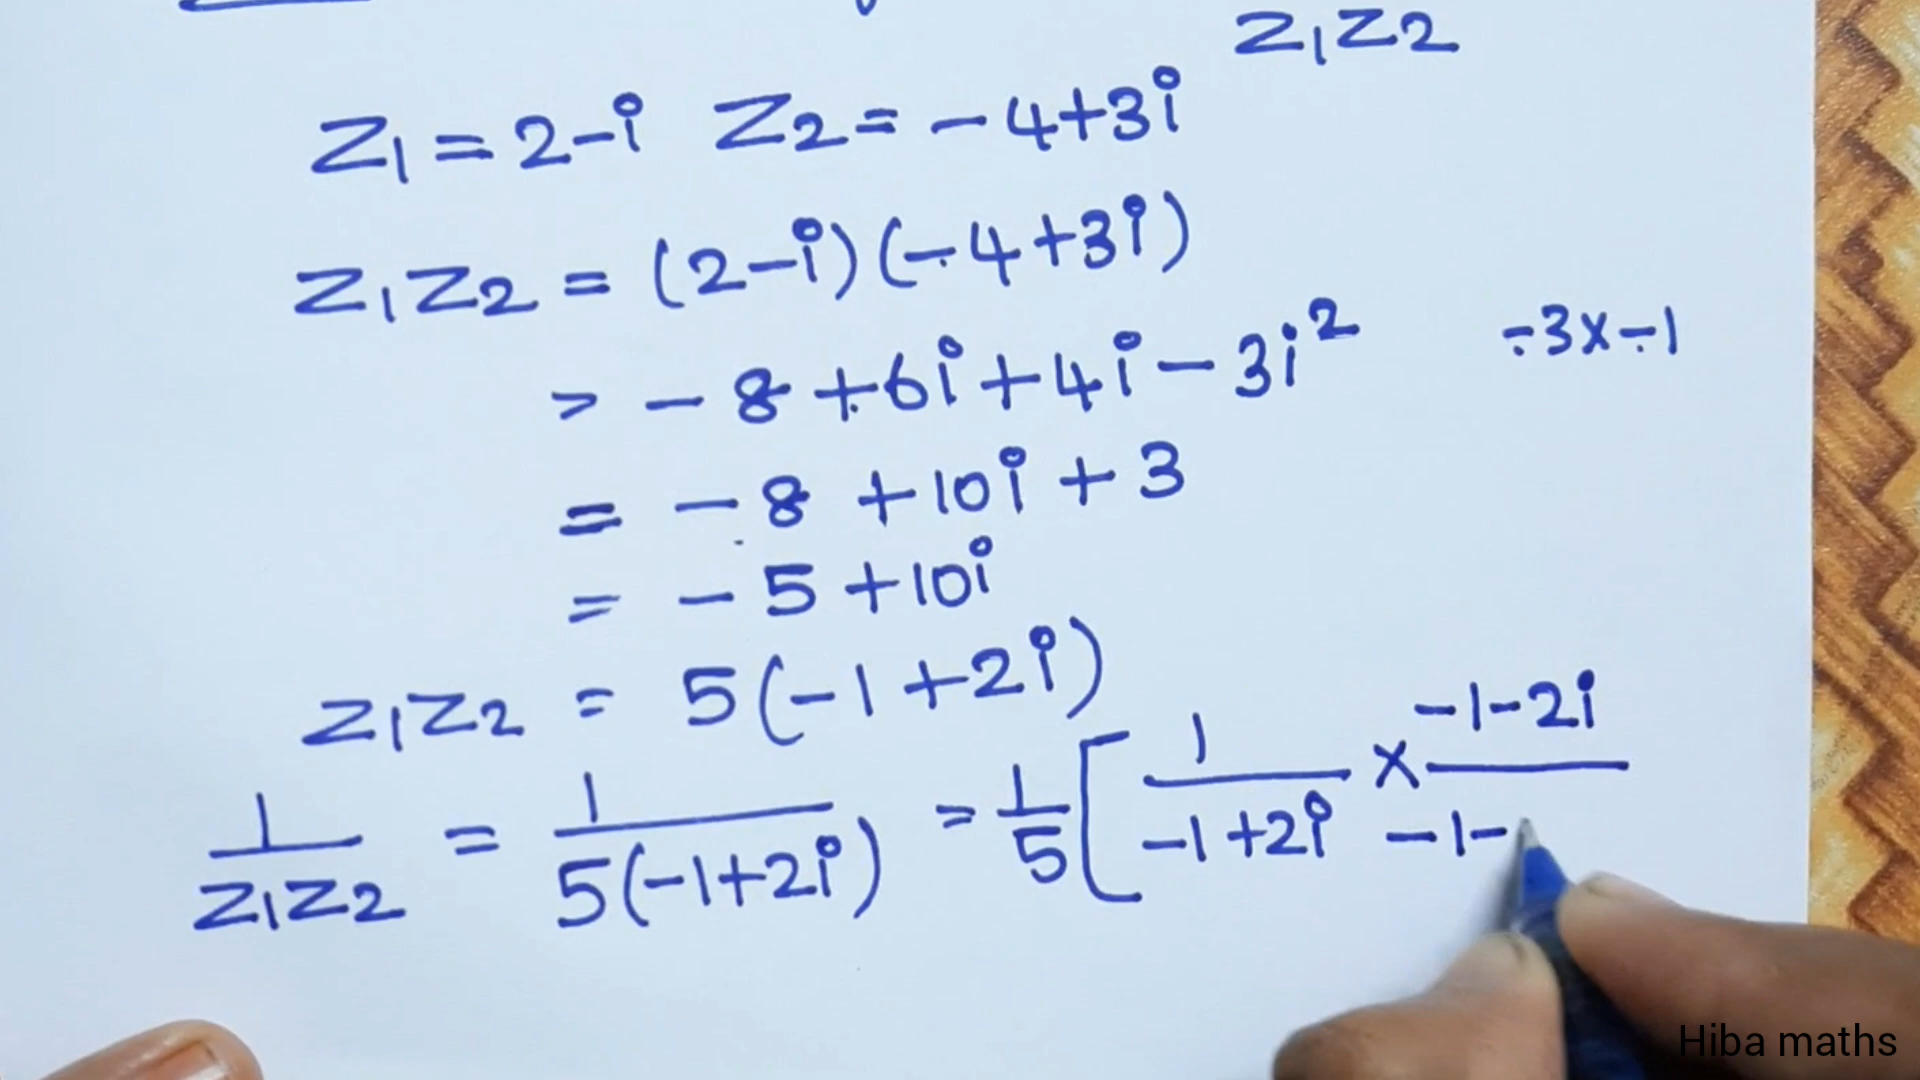 Z1Z2
Z1 = 2-i Z2 = -4+3i
Z1Z2 = (2-i)(-4+3i)
= -8+6i+4i-3i² -3x-1
= -8+10i+3
= -5+10i
Z1Z2 = 5(-1+2i)
1/Z1Z2 = 1/5(-1+2i) = 1/5[1/-1+2i x -1-2i/-1-
Hiba maths